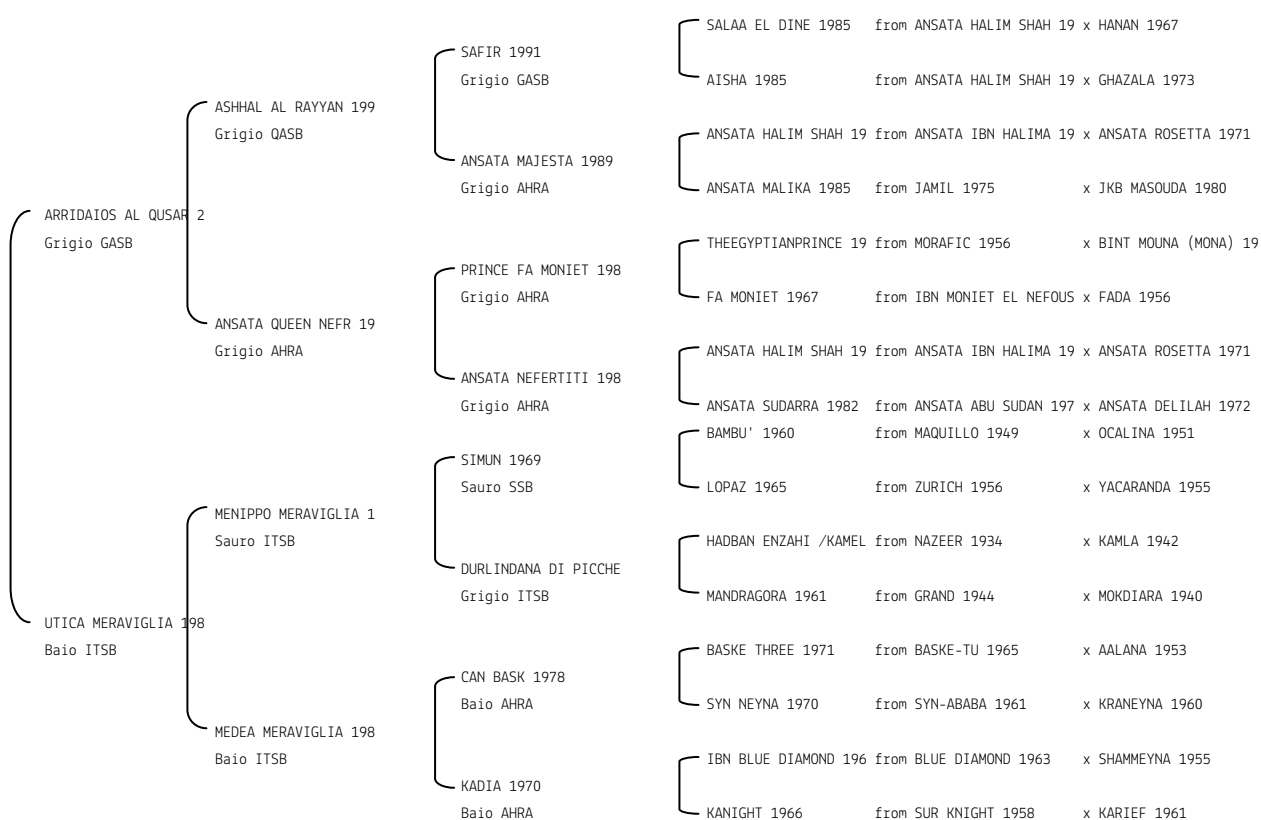 SALAA EL DINE 1985 from ANSATA HALIM SHAH 19 x HANAN 1967
SAFIR 1991
Grigio GASB
AISHA 1985 from ANSATA HALIM SHAH 19 x GHAZALA 1973
ASHHAL AL RAYYAN 199
Grigio QASB
ANSATA HALIM SHAH 19 from ANSATA IBN HALIMA 19 x ANSATA ROSETTA 1971
ANSATA MAJESTA 1989
Grigio AHRA
ANSATA MALIKA 1985 from JAMIL 1975 x JKB MASOUDA 1980
ARRIDAIOS AL QUSAR 2
Grigio GASB
THEEGYPTIANPRINCE 19 from MORAFIC 1956 x BINT MOUNA (MONA) 19
PRINCE FA MONIET 198
Grigio AHRA
FA MONIET 1967 from IBN MONIET EL NEFOUS x FADA 1956
ANSATA QUEEN NEFR 19
Grigio AHRA
ANSATA HALIM SHAH 19 from ANSATA IBN HALIMA 19 x ANSATA ROSETTA 1971
ANSATA NEFERTITI 198
Grigio AHRA
ANSATA SUDARRA 1982 from ANSATA ABU SUDAN 197 x ANSATA DELILAH 1972
BAMBU' 1960 from MAQUILLO 1949 x OCALINA 1951
SIMUN 1969
Sauro SSB
LOPAZ 1965 from ZURICH 1956 x YACARANDA 1955
MENIPPO MERAVIGLIA 1
Sauro ITSB
HADBAN ENZAHI /KAMEL from NAZEER 1934 x KAMLA 1942
DURLINDANA DI PICCHE
Grigio ITSB
MANDRAGORA 1961 from GRAND 1944 x MOKDIARA 1940
UTICA MERAVIGLIA 198
Baio ITSB
BASKE THREE 1971 from BASKE-TU 1965 x AALANA 1953
CAN BASK 1978
Baio AHRA
SYN NEYNA 1970 from SYN-ABABA 1961 x KRANEYNA 1960
MEDEA MERAVIGLIA 198
Baio ITSB
IBN BLUE DIAMOND 196 from BLUE DIAMOND 1963 x SHAMMEYNA 1955
KADIA 1970
Baio AHRA
KANIGHT 1966 from SUR KNIGHT 1958 x KARIEF 1961